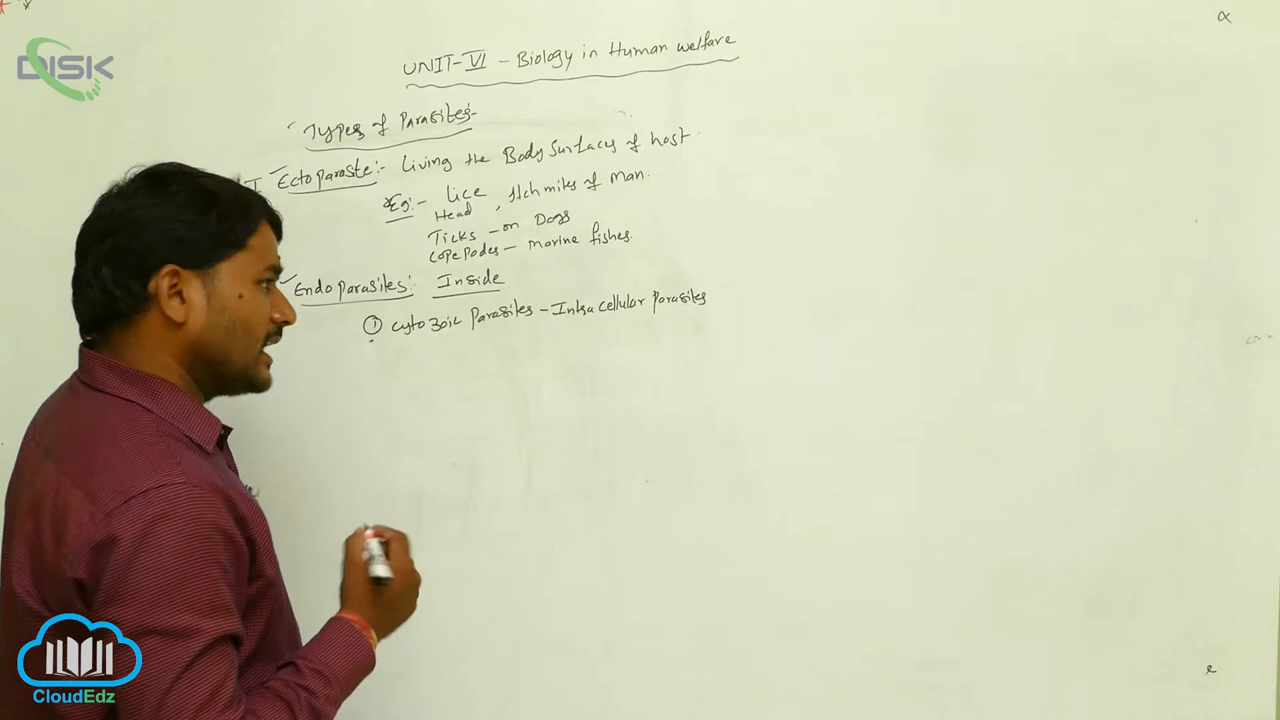 DISK
UNIT-VI - Biology in Human welfare
Types of Parasites:-
I Ectoparaste:- Living the Body Surfaces of host
Eg:- Lice, Itch mites of man.
Head
Ticks - on Dogs
Copepodes - marine fishes.
Endo parasites:- Inside
① Cytozoic Parasites - Intra cellular parasites
CloudEdz